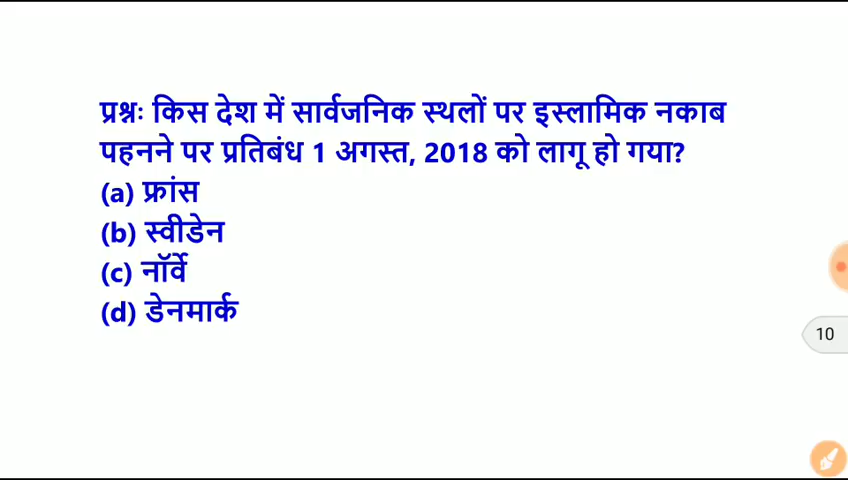 प्रश्नः किस देश में सार्वजनिक स्थलों पर इस्लामिक नकाब
पहनने पर प्रतिबंध 1 अगस्त, 2018 को लागू हो गया?
(a) फ्रांस
(b) स्वीडेन
(c) नॉर्वे
(d) डेनमार्क
10